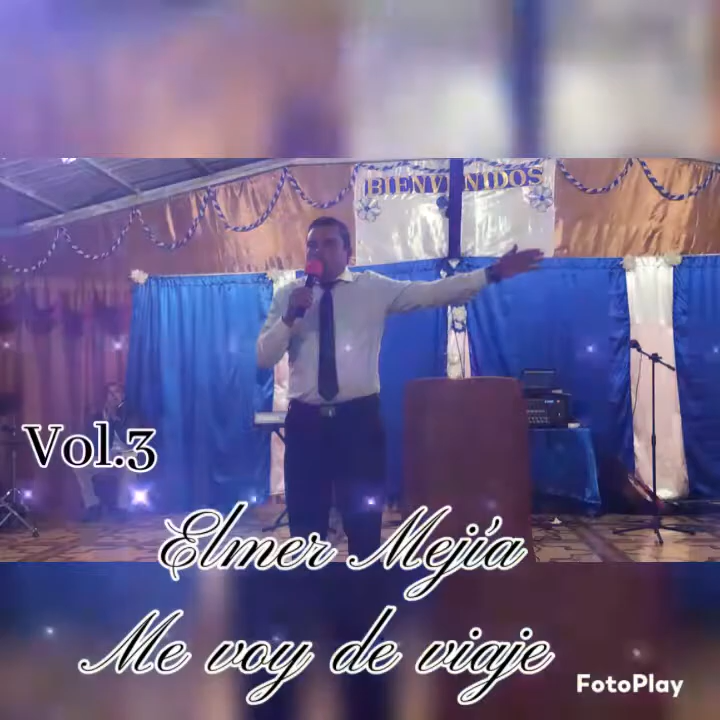 BIENVENIDOS
Vol.3
Elmer Mejía
Me voy de viaje
FotoPlay